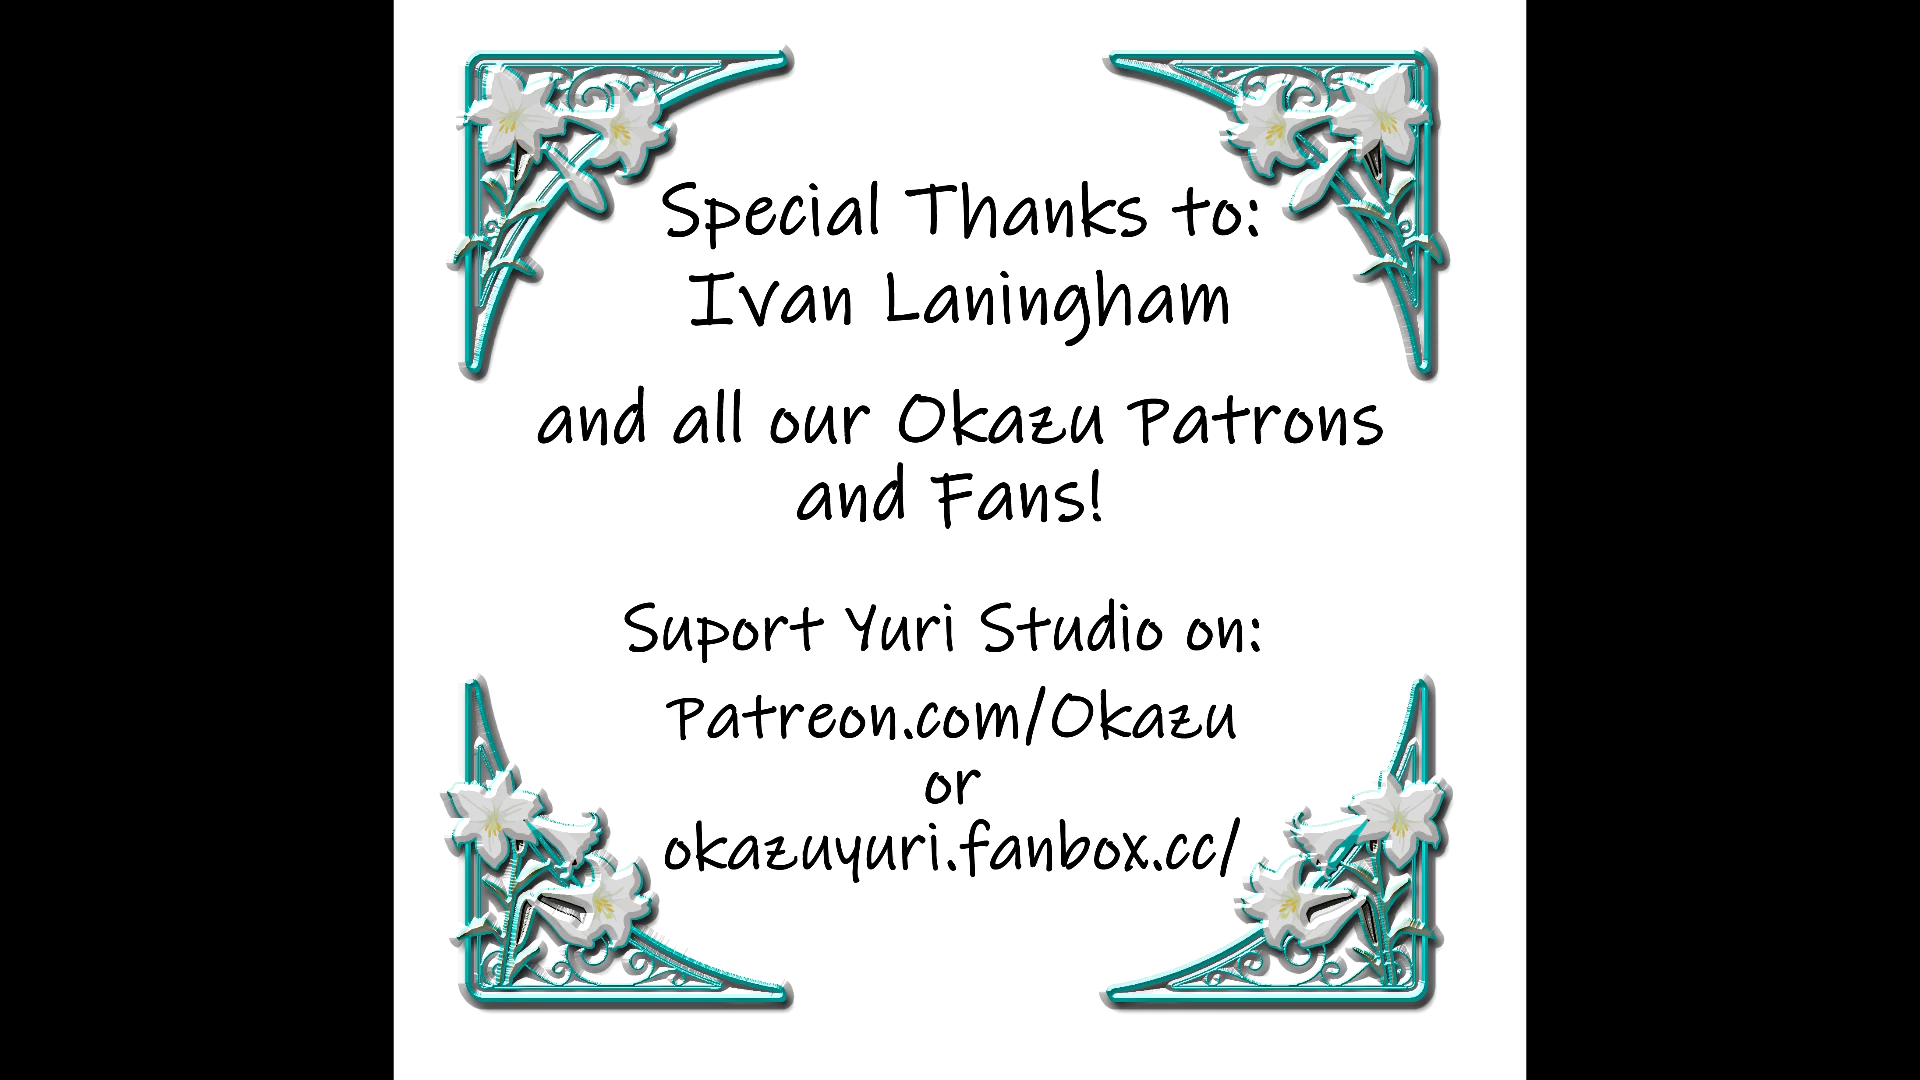 Special Thanks to:
Ivan Laningham
and all our Okazu Patrons
and Fans!
Suport Yuri Studio on:
Patreon.com/Okazu
or
okazuyuri.fanbox.cc/